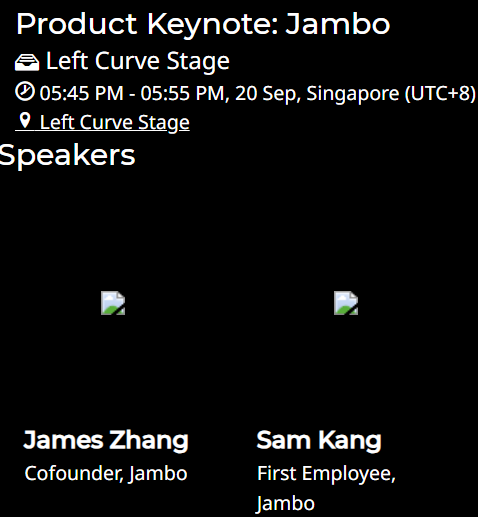 Product Keynote: Jambo
Left Curve Stage
05:45 PM - 05:55 PM, 20 Sep, Singapore (UTC+8)
Left Curve Stage
Speakers
James Zhang
Cofounder, Jambo
Sam Kang
First Employee,
Jambo